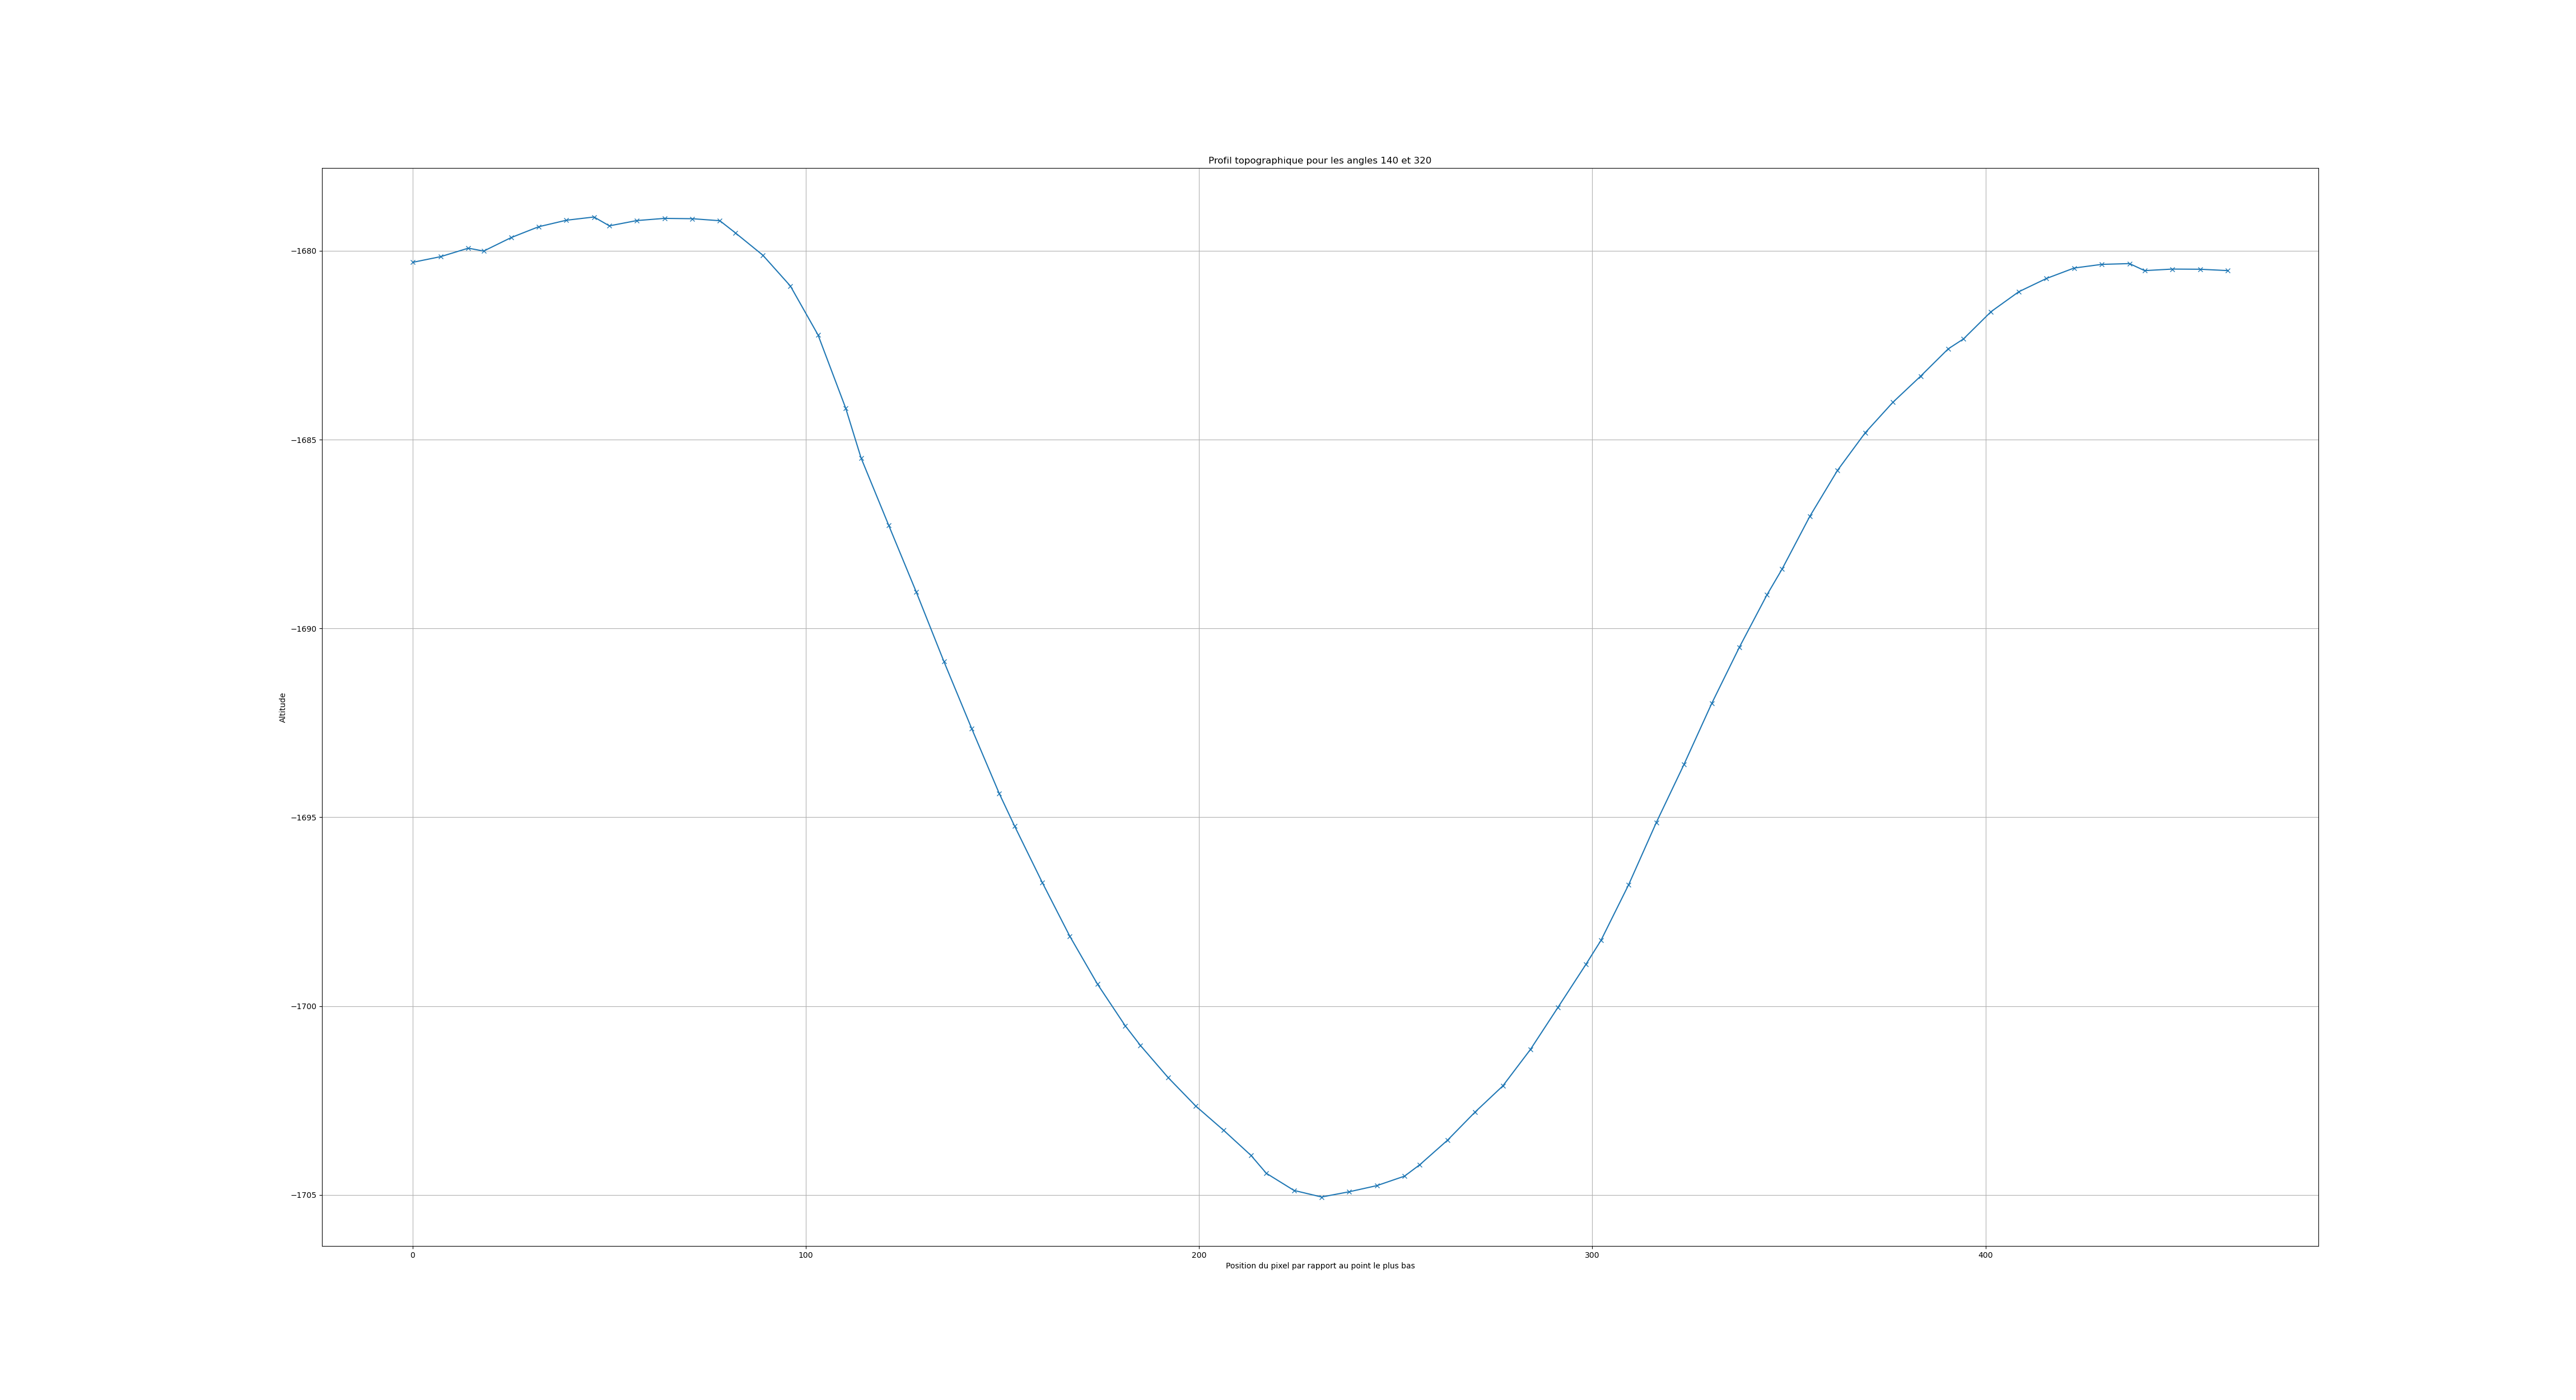 Profil topographique pour les angles 140 et 320
−1680
−1685
−1690
−1695
−1700
−1705
Altitude
0 100 200 300 400
Position du pixel par rapport au point le plus bas